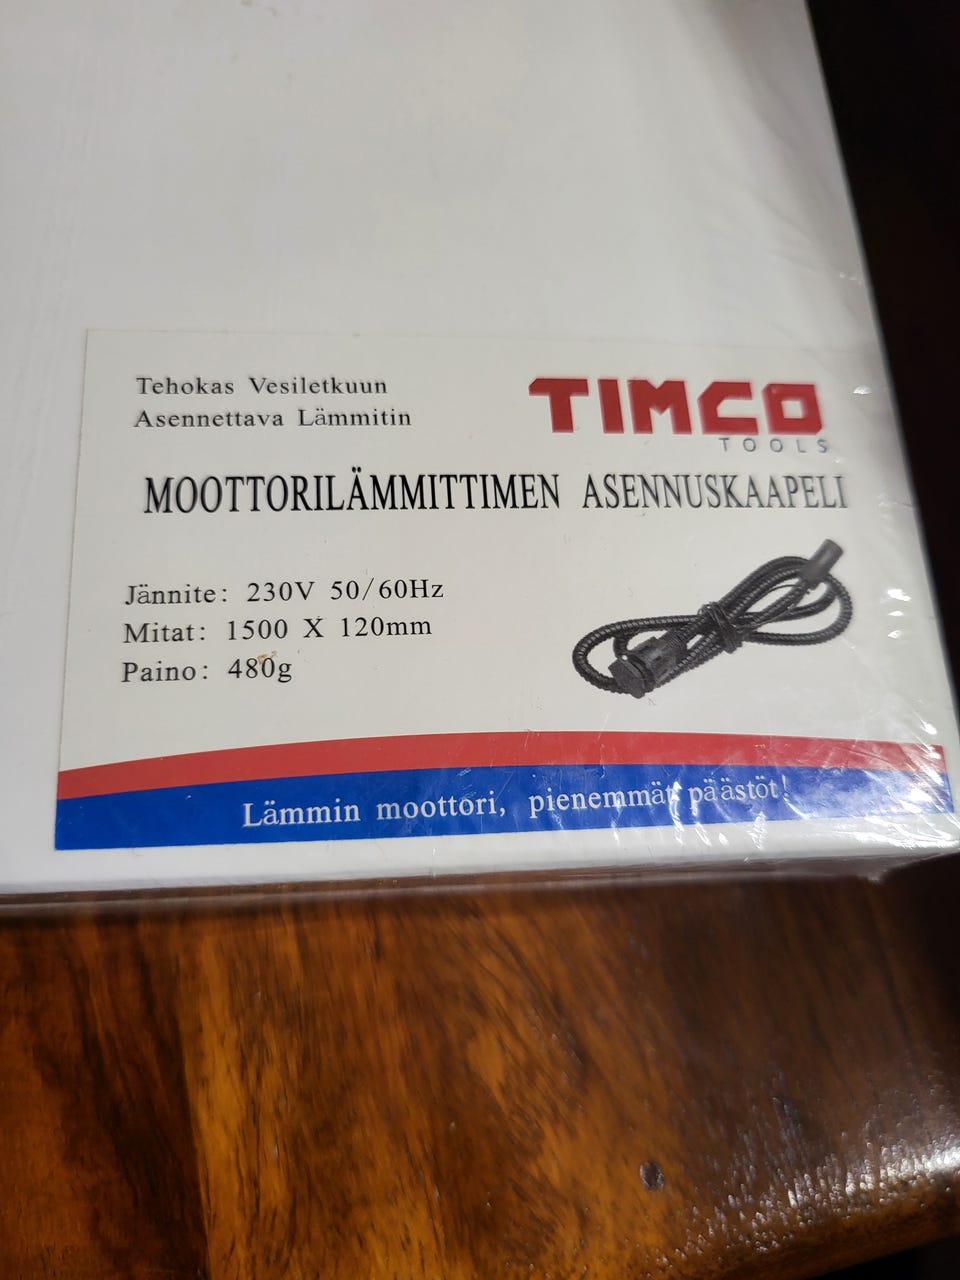 Tehokas Vesiletkuun
Asennettava Lämmitin
TIMCO
TOOLS
MOOTTORILÄMMITTIMEN ASENNUSKAAPELI
Jännite: 230V 50/60Hz
Mitat: 1500 X 120mm
Paino: 480g
Lämmin moottori, pienemmät päästöt!